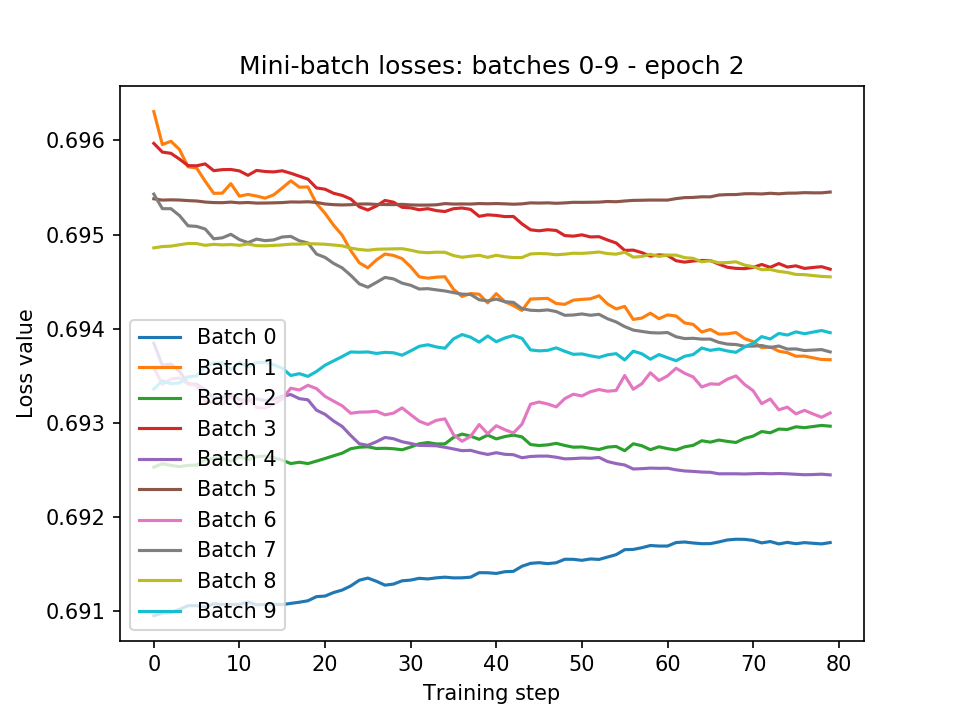 Mini-batch losses: batches 0-9 - epoch 2
0.696
0.695
0.694
0.693
0.692
0.691
Loss value
Batch 0
Batch 1
Batch 2
Batch 3
Batch 4
Batch 5
Batch 6
Batch 7
Batch 8
Batch 9
0 10 20 30 40 50 60 70 80
Training step